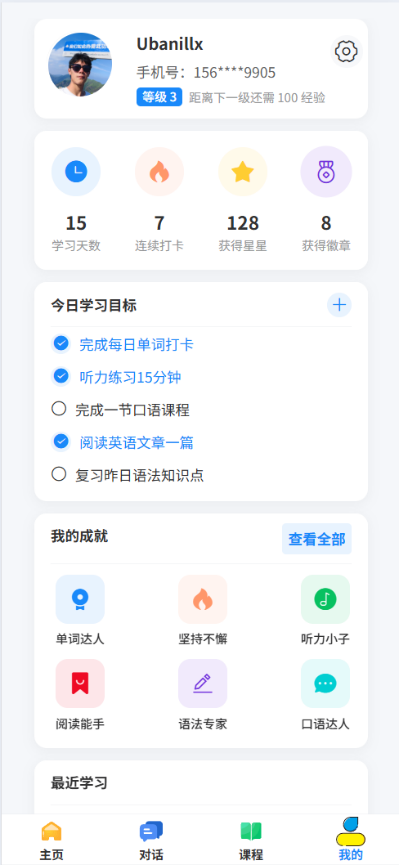 Ubanillx
手机号：156****9905
等级 3 距离下一级还需 100 经验
15 7 128 8
学习天数 连续打卡 获得星星 获得徽章
今日学习目标
完成每日单词打卡
听力练习15分钟
完成一节口语课程
阅读英语文章一篇
复习昨日语法知识点
我的成就 查看全部
单词达人 坚持不懈 听力小子
阅读能手 语法专家 口语达人
最近学习
主页 对话 课程 我的